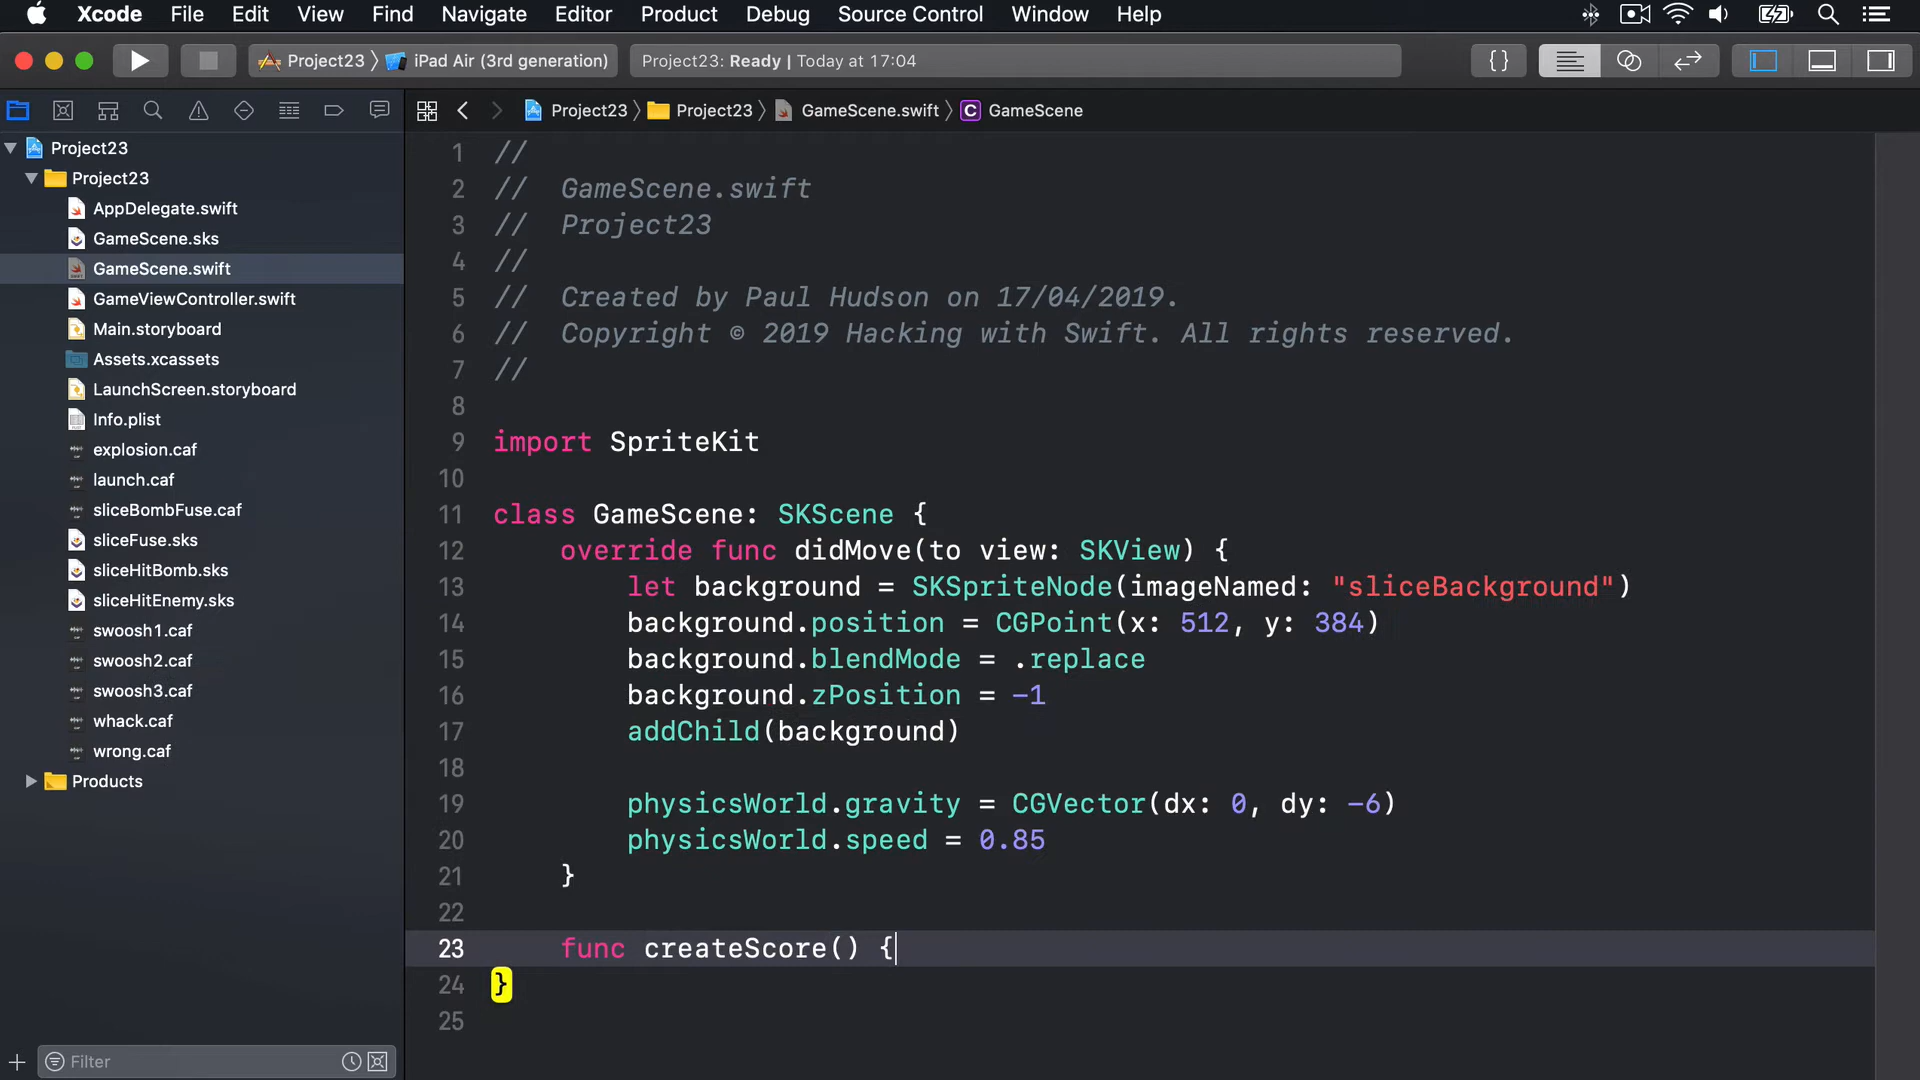 Xcode File Edit View Find Navigate Editor Product Debug Source Control Window Help
Project23 iPad Air (3rd generation) Project23: Ready | Today at 17:04 {}
Project23 Project23 GameScene.swift C GameScene
Project23
Project23
AppDelegate.swift
GameScene.sks
GameScene.swift
GameViewController.swift
Main.storyboard
Assets.xcassets
LaunchScreen.storyboard
Info.plist
explosion.caf
launch.caf
sliceBombFuse.caf
sliceFuse.sks
sliceHitBomb.sks
sliceHitEnemy.sks
swoosh1.caf
swoosh2.caf
swoosh3.caf
whack.caf
wrong.caf
Products
Filter
1 //
2 // GameScene.swift
3 // Project23
4 //
5 // Created by Paul Hudson on 17/04/2019.
6 // Copyright © 2019 Hacking with Swift. All rights reserved.
7 //
8
9 import SpriteKit
10
11 class GameScene: SKScene {
12 override func didMove(to view: SKView) {
13 let background = SKSpriteNode(imageNamed: "sliceBackground")
14 background.position = CGPoint(x: 512, y: 384)
15 background.blendMode = .replace
16 background.zPosition = -1
17 addChild(background)
18
19 physicsWorld.gravity = CGVector(dx: 0, dy: -6)
20 physicsWorld.speed = 0.85
21 }
22
23 func createScore() {
24 }
25